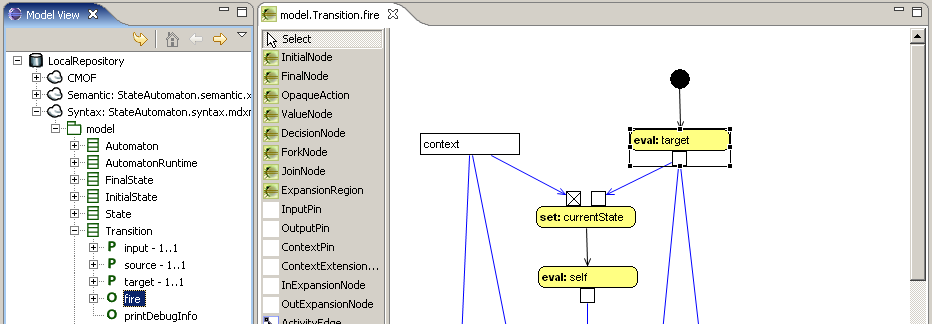 Model View
LocalRepository
CMOF
Semantic: StateAutomaton.semantic.x
Syntax: StateAutomaton.syntax.mdxm
model
Automaton
AutomatonRuntime
FinalState
InitialState
State
Transition
P input - 1..1
P source - 1..1
P target - 1..1
O fire
O printDebugInfo
model.Transition.fire
Select
InitialNode
FinalNode
OpaqueAction
ValueNode
DecisionNode
ForkNode
JoinNode
ExpansionRegion
InputPin
OutputPin
ContextPin
ContextExtension...
InExpansionNode
OutExpansionNode
ActivityEdge
context
eval: target
set: currentState
eval: self